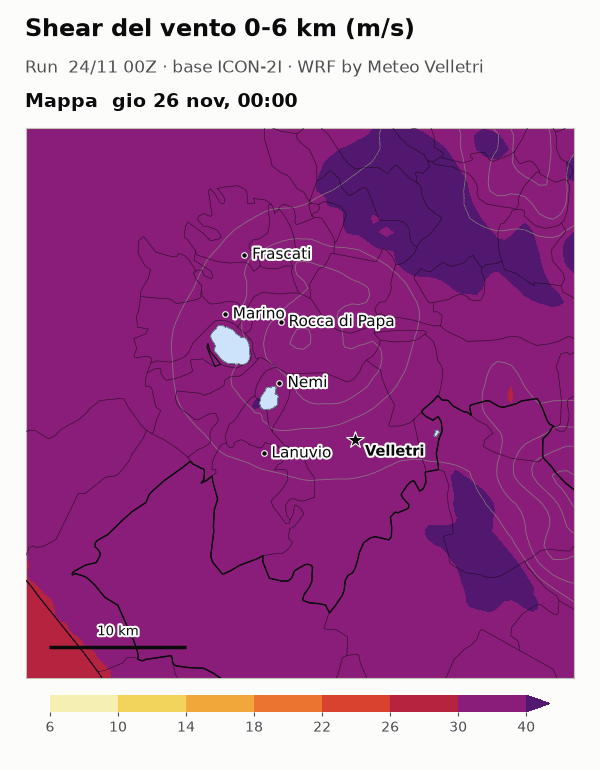 Shear del vento 0-6 km (m/s)
Run  24/11 00Z · base ICON-2I · WRF by Meteo Velletri
Mappa  gio 26 nov, 00:00
Frascati
Marino
Rocca di Papa
Nemi
Velletri
Lanuvio
10 km
6 10 14 18 22 26 30 40